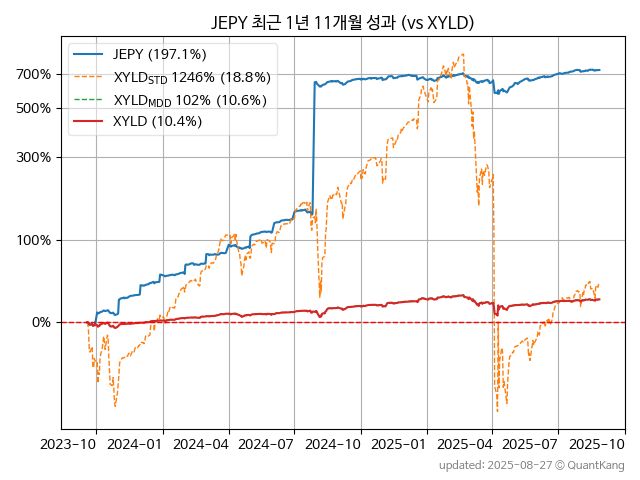 JEPY 최근 1년 11개월 성과 (vs XYLD)
JEPY (197.1%)
XYLD_STD 1246% (18.8%)
XYLD_MDD 102% (10.6%)
XYLD (10.4%)
700%
500%
300%
100%
0%
2023-10 2024-01 2024-04 2024-07 2024-10 2025-01 2025-04 2025-07 2025-10
updated: 2025-08-27 © QuantKang